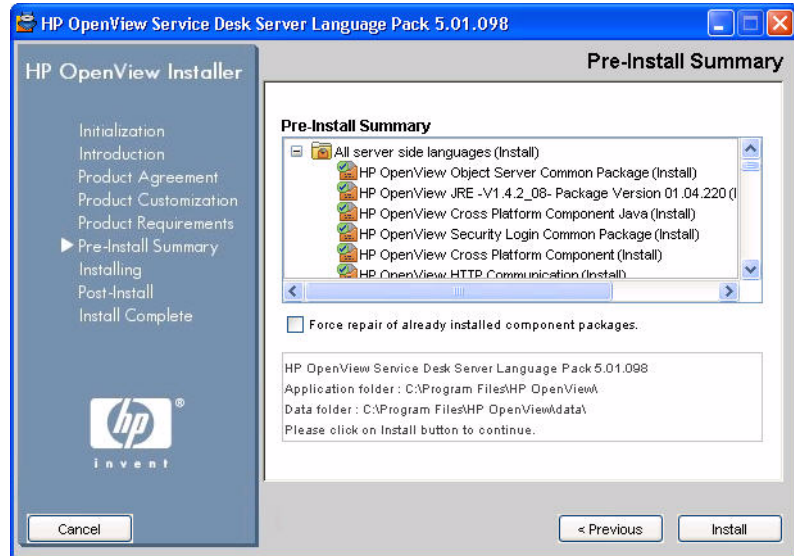 HP OpenView Service Desk Server Language Pack 5.01.098
HP OpenView Installer
Initialization
Introduction
Product Agreement
Product Customization
Product Requirements
Pre-Install Summary
Installing
Post-Install
Install Complete
hp
®
invent
Cancel
Pre-Install Summary
Pre-Install Summary
All server side languages (Install)
HP OpenView Object Server Common Package (Install)
HP OpenView JRE -V1.4.2_08- Package Version 01.04.220 (I
HP OpenView Cross Platform Component Java (Install)
HP OpenView Security Login Common Package (Install)
HP OpenView Cross Platform Component (Install)
HP OpenView HTTP Communication (Install)
Force repair of already installed component packages.
HP OpenView Service Desk Server Language Pack 5.01.098
Application folder : C:\Program Files\HP OpenView\
Data folder : C:\Program Files\HP OpenView\data\
Please click on Install button to continue.
< Previous
Install